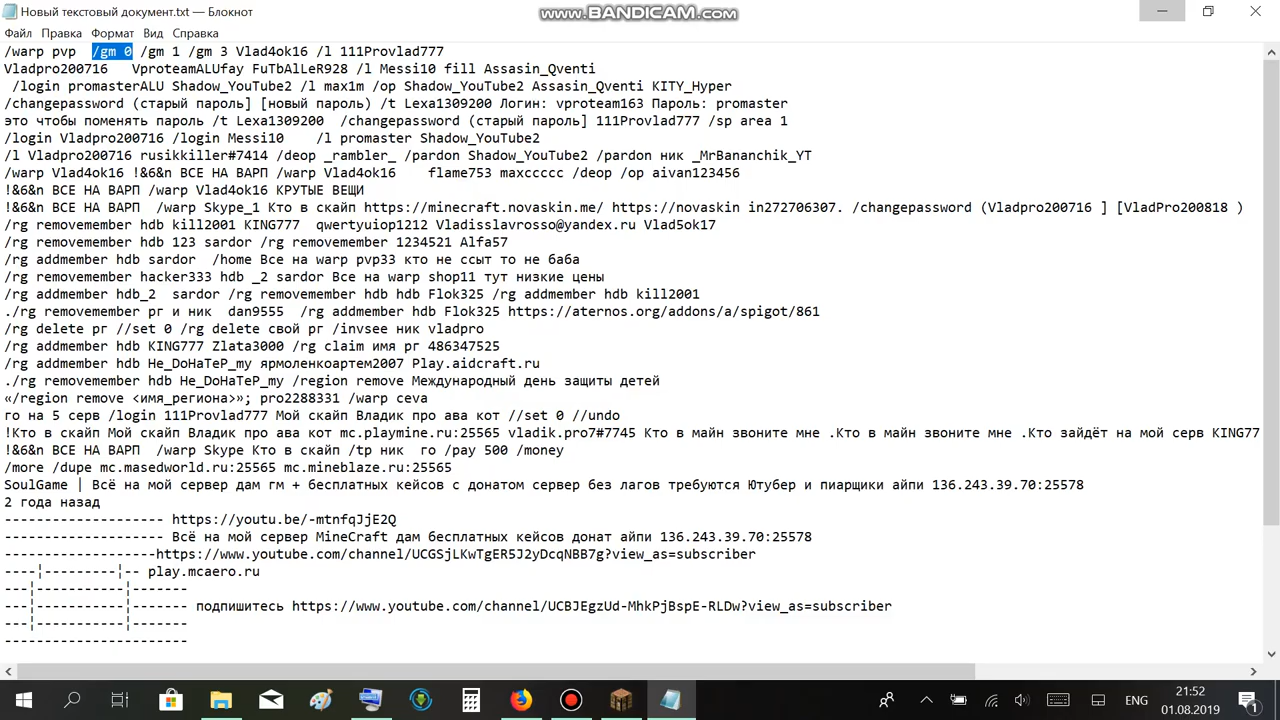 Новый текстовый документ.txt — Блокнот
www.BANDICAM.com
Файл Правка Формат Вид Справка
/warp pvp /gm 0 /gm 1 /gm 3 Vlad4ok16 /l 111Provlad777
Vladpro200716 VproteamALUfay FuTbAlLeR928 /l Messi10 fill Assasin_Qventi
/login promasterALU Shadow_YouTube2 /l max1m /op Shadow_YouTube2 Assasin_Qventi KITY_Hyper
/changepassword (старый пароль] [новый пароль) /t Lexa1309200 Логин: vproteam163 Пароль: promaster
это чтобы поменять пароль /t Lexa1309200 /changepassword (старый пароль] 111Provlad777 /sp area 1
/login Vladpro200716 /login Messi10 /l promaster Shadow_YouTube2
/l Vladpro200716 rusikkiller#7414 /deop _rambler_ /pardon Shadow_YouTube2 /pardon ник _MrBananchik_YT
/warp Vlad4ok16 !&6&n ВСЕ НА ВАРП /warp Vlad4ok16 flame753 maxccccc /deop /op aivan123456
!&6&n ВСЕ НА ВАРП /warp Vlad4ok16 КРУТЫЕ ВЕЩИ
!&6&n ВСЕ НА ВАРП /warp Skype_1 Кто в скайп https://minecraft.novaskin.me/ https://novaskin in272706307. /changepassword (Vladpro200716 ] [VladPro200818 )
/rg removemember hdb kill2001 KING777 qwertyuiop1212 Vladisslavrosso@yandex.ru Vlad5ok17
/rg removemember hdb 123 sardor /rg removemember 1234521 Alfa57
/rg addmember hdb sardor /home Все на warp pvp33 кто не ссыт то не баба
/rg removemember hacker333 hdb _2 sardor Все на warp shop11 тут низкие цены
/rg addmember hdb_2 sardor /rg removemember hdb hdb Flok325 /rg addmember hdb kill2001
./rg removemember рг и ник dan9555 /rg addmember hdb Flok325 https://aternos.org/addons/a/spigot/861
/rg delete рг //set 0 /rg delete свой рг /invsee ник vladpro
/rg addmember hdb KING777 Zlata3000 /rg claim имя рг 486347525
/rg addmember hdb He_DoHaTeP_my ярмоленкоартем2007 Play.aidcraft.ru
./rg removemember hdb He_DoHaTeP_my /region remove Международный день защиты детей
«/region remove <имя_региона>»; pro2288331 /warp ceva
го на 5 серв /login 111Provlad777 Мой скайп Владик про ава кот //set 0 //undo
!Кто в скайп Мой скайп Владик про ава кот mc.playmine.ru:25565 vladik.pro7#7745 Кто в майн звоните мне .Кто в майн звоните мне .Кто зайдёт на мой серв KING77
!&6&n ВСЕ НА ВАРП /warp Skype Кто в скайп /tp ник го /pay 500 /money
/more /dupe mc.masedworld.ru:25565 mc.mineblaze.ru:25565
SoulGame | Всё на мой сервер дам гм + бесплатных кейсов с донатом сервер без лагов требуются Ютубер и пиарщики айпи 136.243.39.70:25578
2 года назад
-------------------- https://youtu.be/-mtnfqJjE2Q
-------------------- Всё на мой сервер MineCraft дам бесплатных кейсов донат айпи 136.243.39.70:25578
-------------------https://www.youtube.com/channel/UCGSjLKwTgER5J2yDcqNBB7g?view_as=subscriber
----¦---------¦-- play.mcaero.ru
---¦-----------¦-------
---¦-----------¦------- подпишитесь https://www.youtube.com/channel/UCBJEgzUd-MhkPjBspE-RLDw?view_as=subscriber
---¦-----------¦-------
-----------------------
ENG
21:52
01.08.2019
1